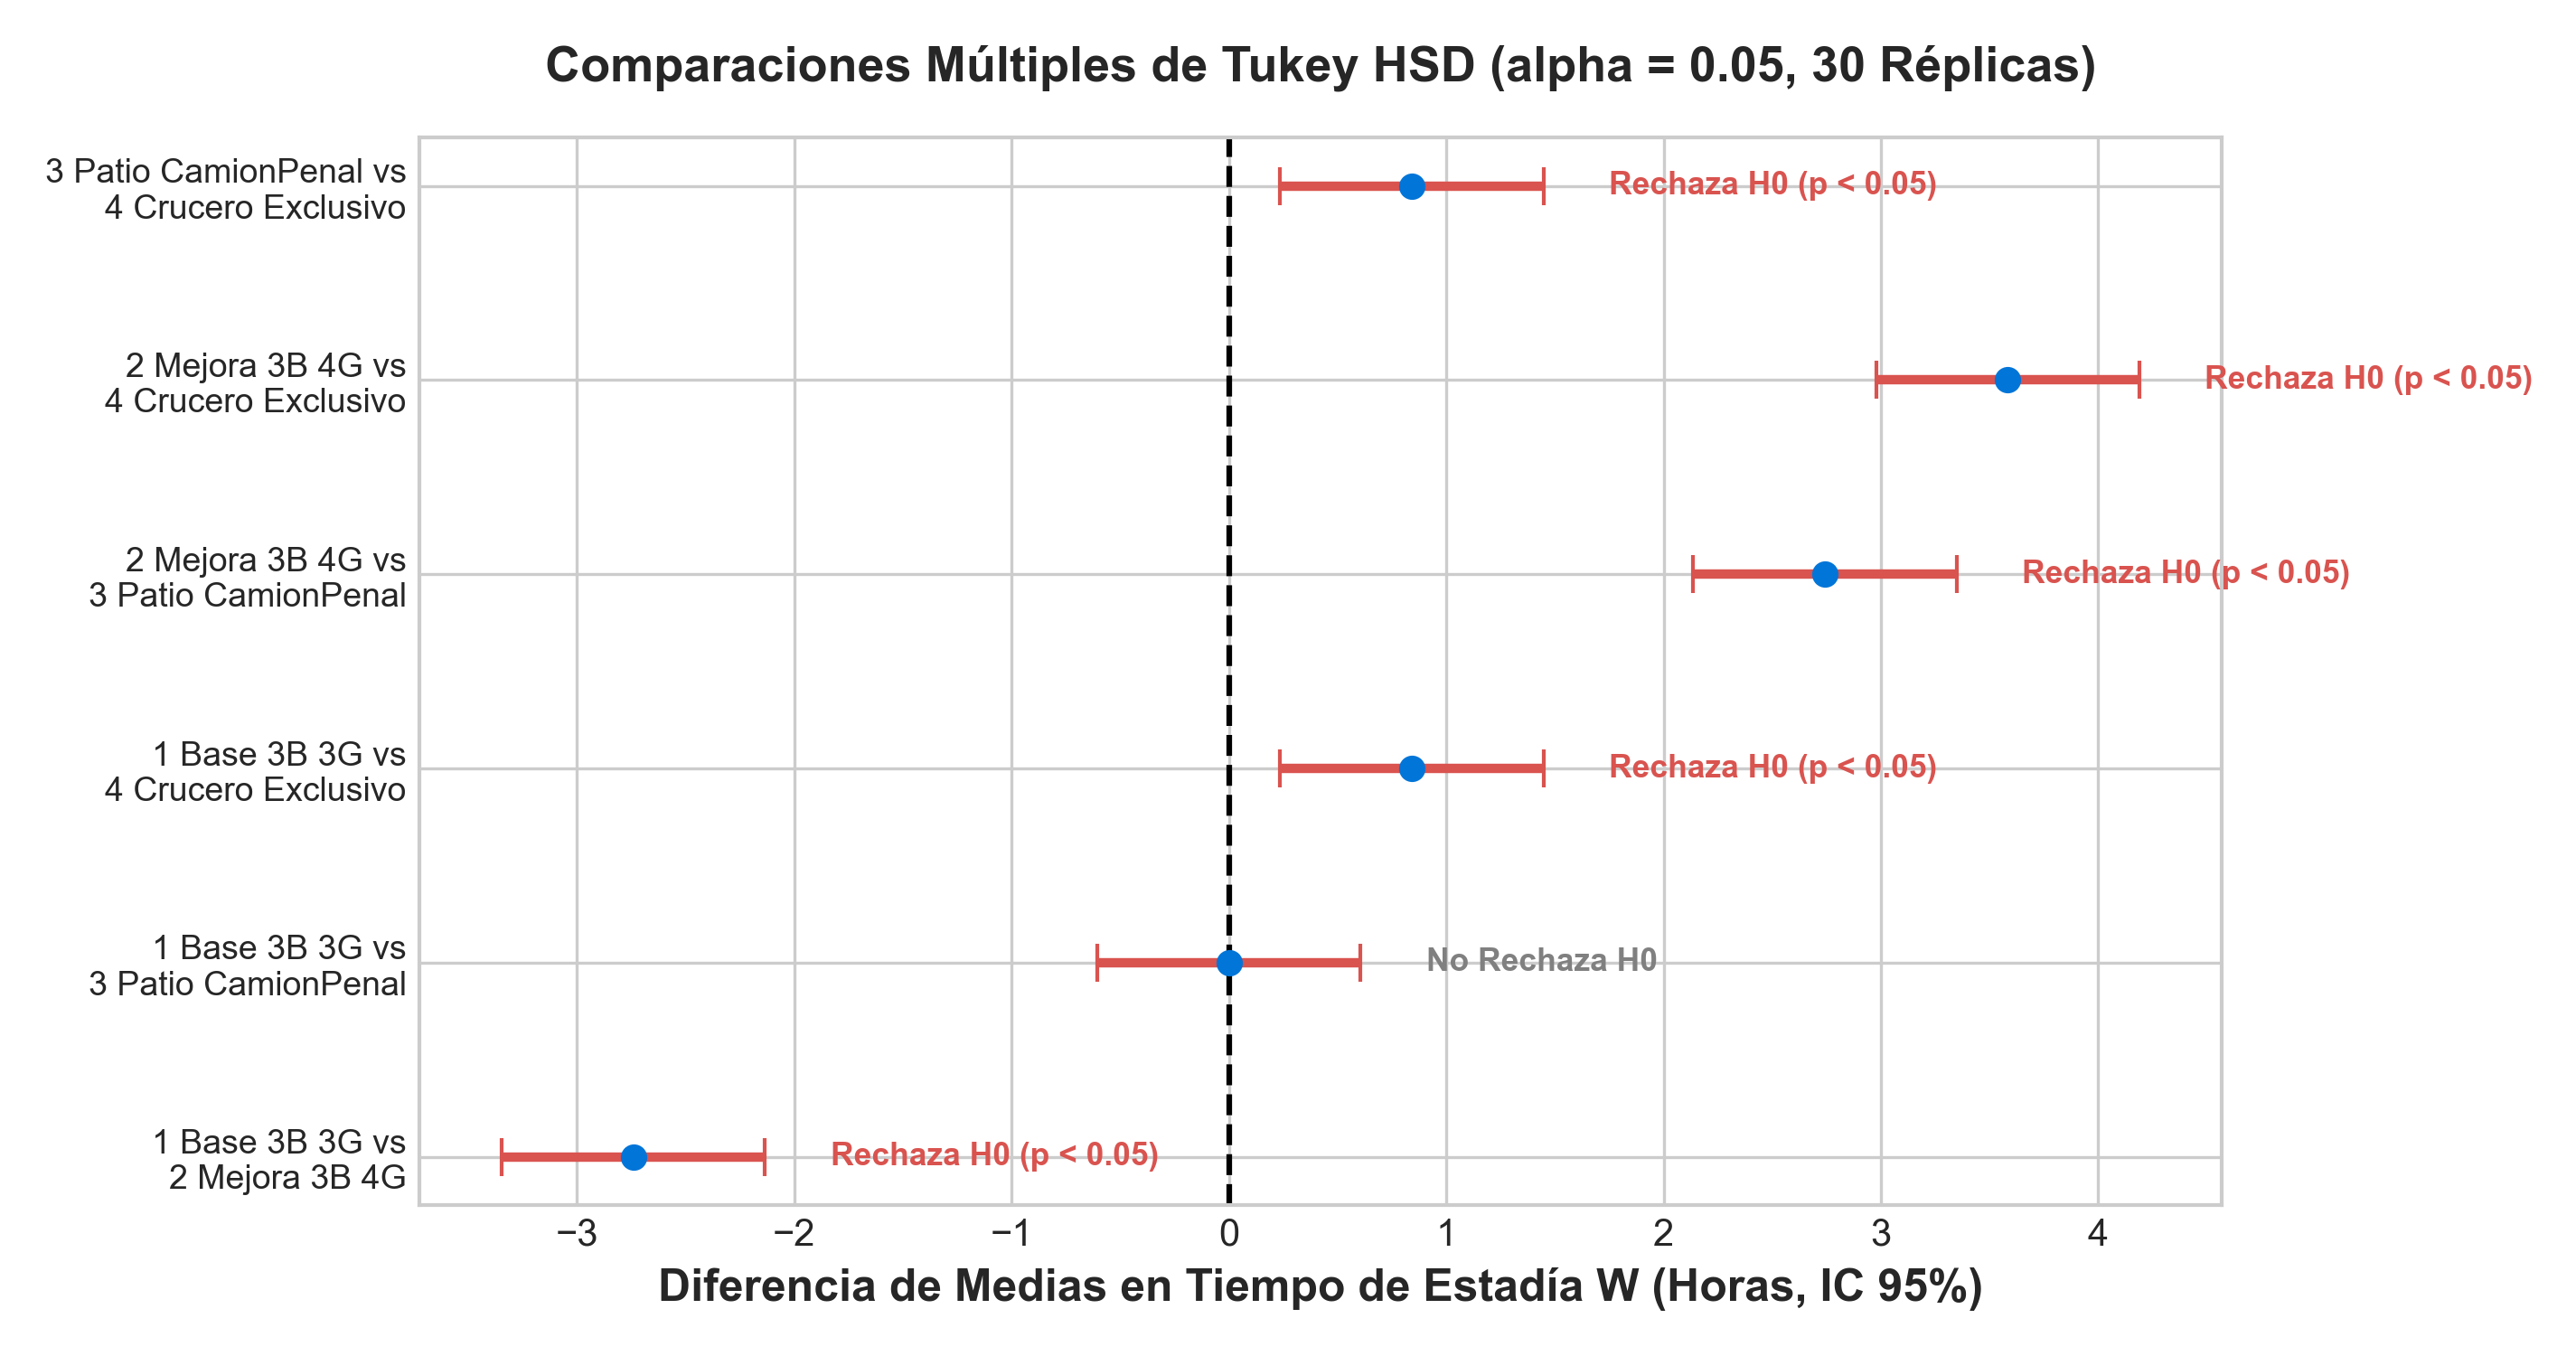 Comparaciones Múltiples de Tukey HSD (alpha = 0.05, 30 Réplicas)
3 Patio CamionPenal vs
4 Crucero Exclusivo
Rechaza H0 (p < 0.05)
2 Mejora 3B 4G vs
4 Crucero Exclusivo
Rechaza H0 (p < 0.05)
2 Mejora 3B 4G vs
3 Patio CamionPenal
Rechaza H0 (p < 0.05)
1 Base 3B 3G vs
4 Crucero Exclusivo
Rechaza H0 (p < 0.05)
1 Base 3B 3G vs
3 Patio CamionPenal
No Rechaza H0
1 Base 3B 3G vs
2 Mejora 3B 4G
Rechaza H0 (p < 0.05)
−3 −2 −1 0 1 2 3 4
Diferencia de Medias en Tiempo de Estadía W (Horas, IC 95%)